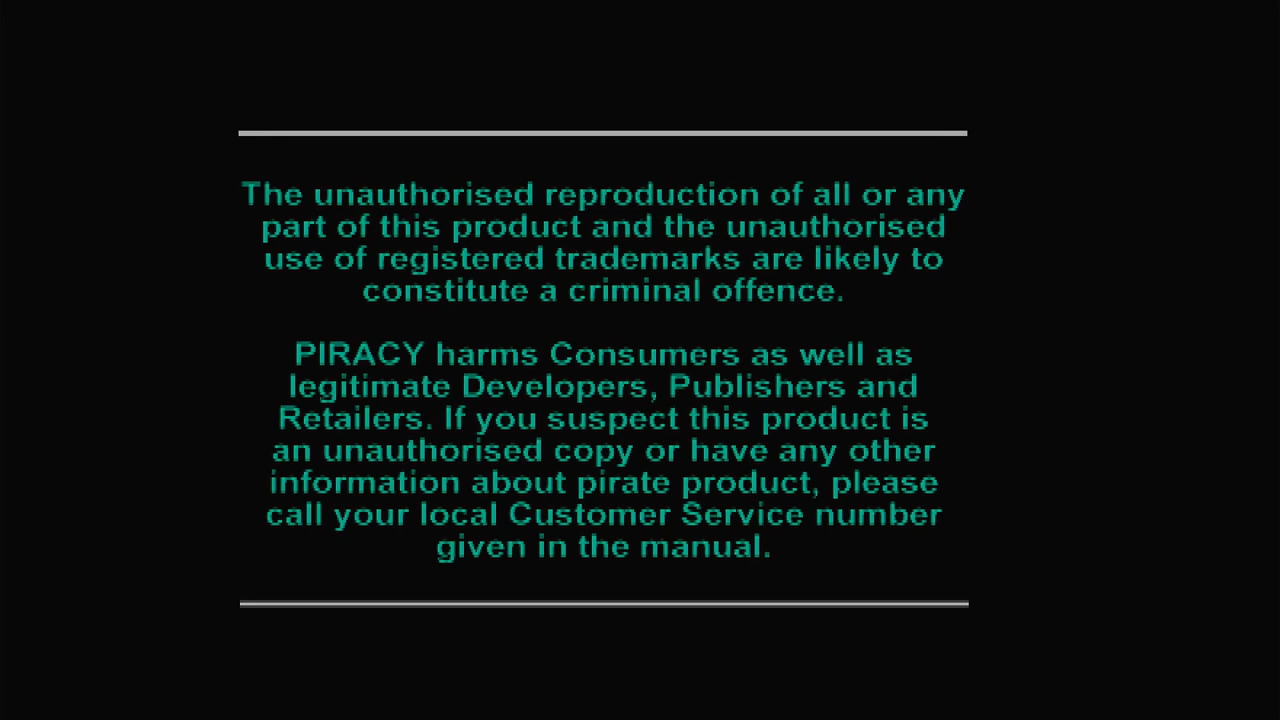 The unauthorised reproduction of all or any
part of this product and the unauthorised
use of registered trademarks are likely to
constitute a criminal offence.
PIRACY harms Consumers as well as
legitimate Developers, Publishers and
Retailers. If you suspect this product is
an unauthorised copy or have any other
information about pirate product, please
call your local Customer Service number
given in the manual.